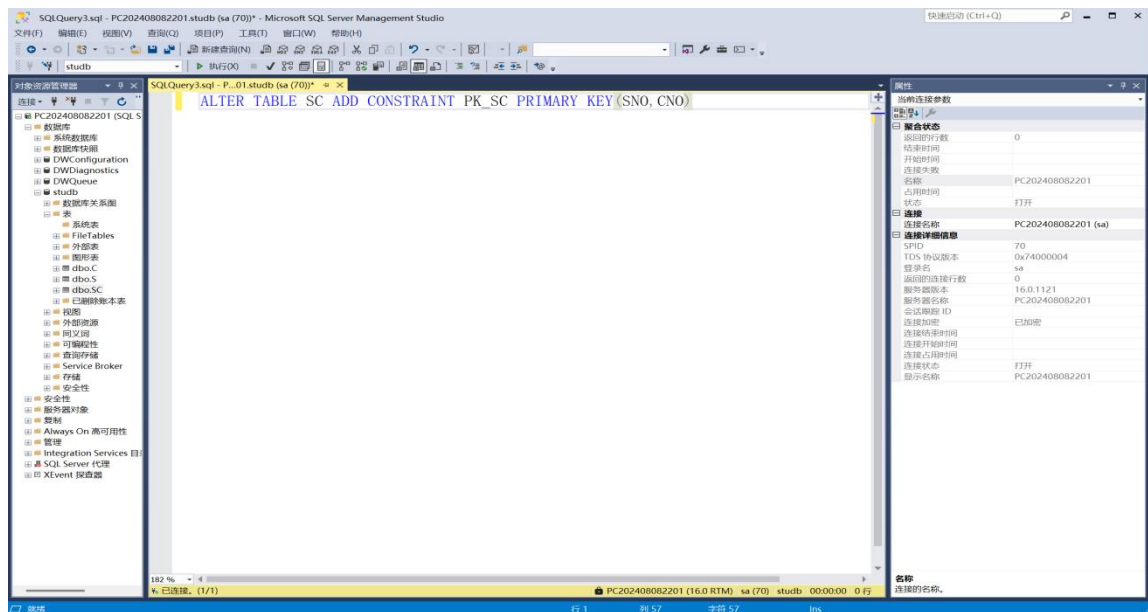 SQLQuery3.sql - PC202408082201.studb (sa (70))* - Microsoft SQL Server Management Studio
快速启动 (Ctrl+Q)
文件(F) 编辑(E) 视图(V) 查询(Q) 项目(P) 工具(T) 窗口(W) 帮助(H)
新建查询(N)
studb
执行(X)
对象资源管理器
连接
PC202408082201 (SQL S
数据库
系统数据库
数据库快照
DWConfiguration
DWDiagnostics
DWQueue
studb
数据库关系图
表
系统表
FileTables
外部表
图形表
dbo.C
dbo.S
dbo.SC
已删除账本表
视图
外部资源
同义词
可编程性
查询存储
Service Broker
存储
安全性
安全性
服务器对象
复制
Always On 高可用性
管理
Integration Services 目录
SQL Server 代理
XEvent 探查器
SQLQuery3.sql - P...01.studb (sa (70))*
ALTER TABLE SC ADD CONSTRAINT PK_SC PRIMARY KEY(SNO,CNO)
182 %
已连接。(1/1)
PC202408082201 (16.0 RTM) sa (70) studb 00:00:00 0 行
属性
当前连接参数
聚合状态
返回的行数 0
结束时间
开始时间
连接失败
名称 PC202408082201
占用时间
状态 打开
连接
连接名称 PC202408082201 (sa)
连接详细信息
SPID 70
TDS 协议版本 0x74000004
登录名 sa
返回的连接行数 0
服务器版本 16.0.1121
服务器名称 PC202408082201
会话跟踪 ID
连接加密 已加密
连接结束时间
连接开始时间
连接占用时间
连接状态 打开
显示名称 PC202408082201
名称
连接的名称。
就绪
行 1 列 57 字符 57 Ins